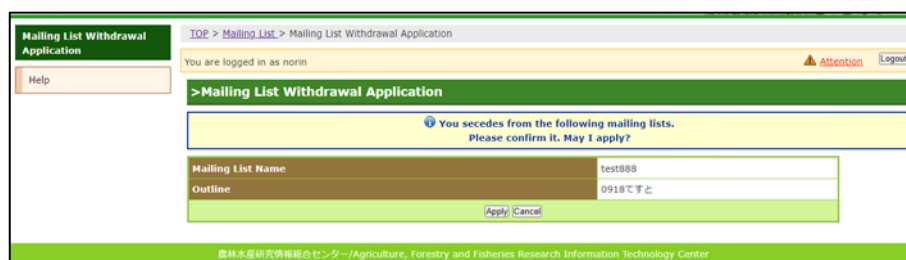 Mailing List Withdrawal
Application
Help
TOP > Mailing List > Mailing List Withdrawal Application
You are logged in as norin
Attention
Logout
>Mailing List Withdrawal Application
You secedes from the following mailing lists.
Please confirm it. May I apply?
Mailing List Name test888
Outline 0918てすと
Apply Cancel
農林水産研究情報総合センター/Agriculture, Forestry and Fisheries Research Information Technology Center